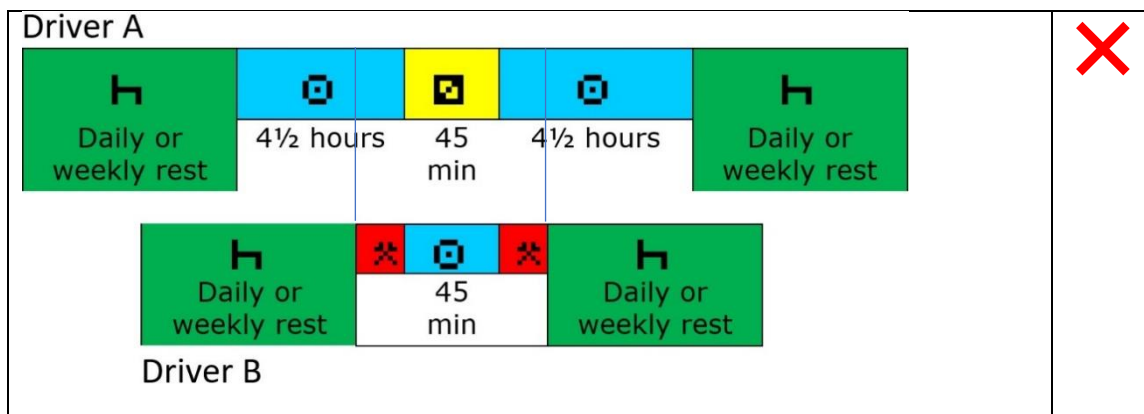 Driver A
Daily or
weekly rest
4½ hours
45
min
4½ hours
Daily or
weekly rest
Daily or
weekly rest
45
min
Daily or
weekly rest
Driver B